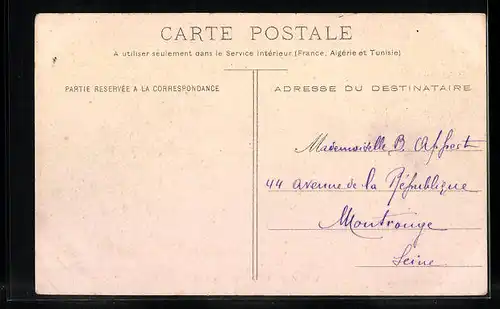 CARTE POSTALE
A utiliser seulement dans le Service Intérieur (France, Algérie et Tunisie)
PARTIE RESERVÉE A LA CORRESPONDANCE
ADRESSE DU DESTINATAIRE
Mademoiselle B. Appert
44 avenue de la République
Montrouge
Seine